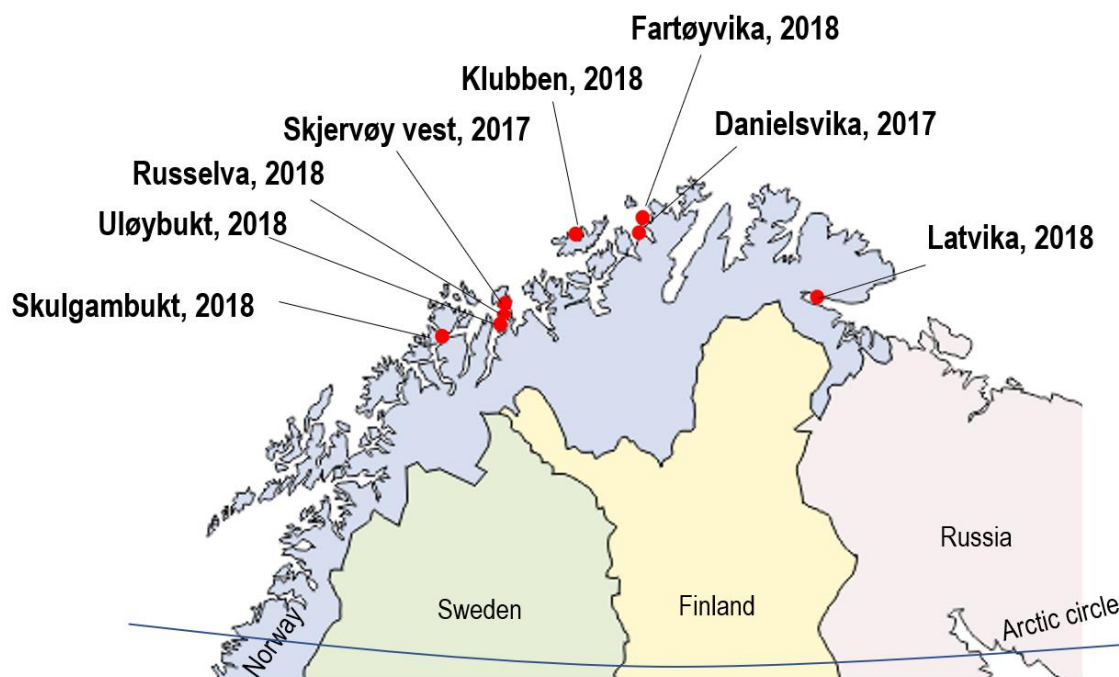 Fartøyvika, 2018
Klubben, 2018
Skjervøy vest, 2017
Danielsvika, 2017
Russelva, 2018
Uløybukt, 2018
Latvika, 2018
Skulgambukt, 2018
Russia
Sweden
Finland
Norway
Arctic circle